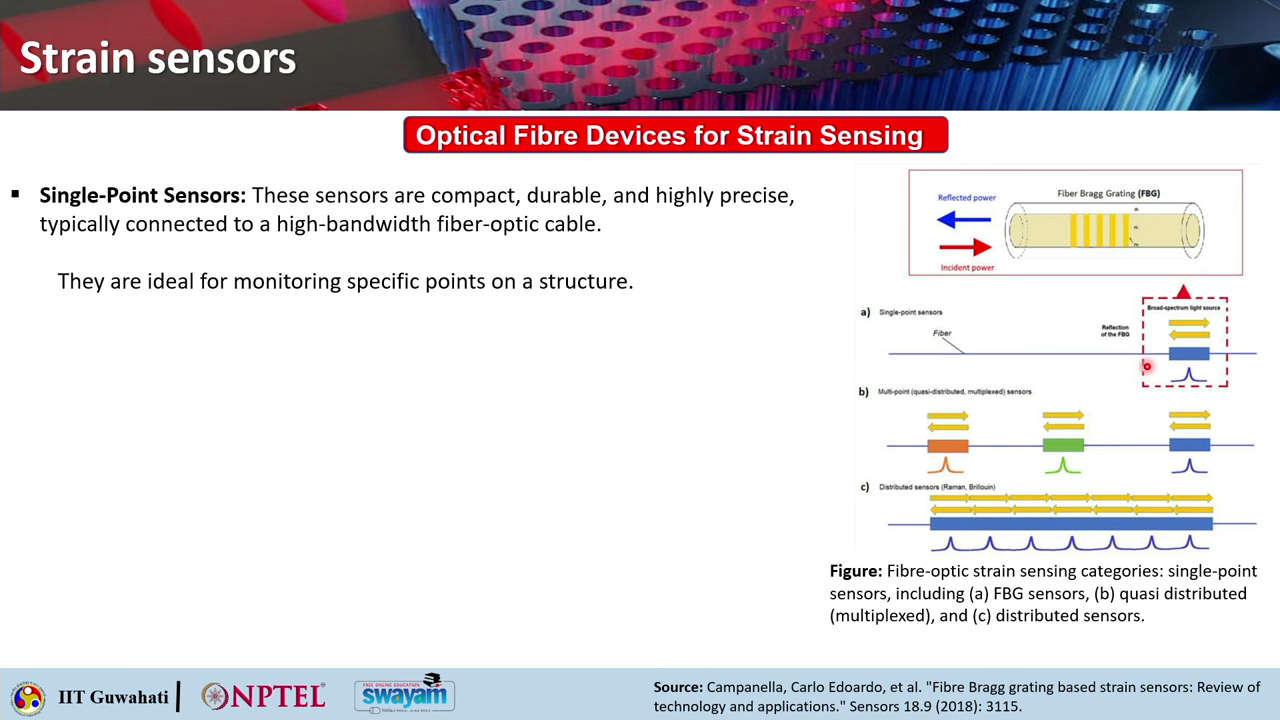 Strain sensors
Optical Fibre Devices for Strain Sensing
▪ Single-Point Sensors: These sensors are compact, durable, and highly precise,
typically connected to a high-bandwidth fiber-optic cable.
They are ideal for monitoring specific points on a structure.
Fiber Bragg Grating (FBG)
Reflected power
Incident power
a) Single-point sensors
Broad-spectrum light source
Fiber
Reflection
of the FBG
b) Multi-point (quasi-distributed, multiplexed) sensors
c) Distributed sensors (Raman, Brillouin)
Figure: Fibre-optic strain sensing categories: single-point
sensors, including (a) FBG sensors, (b) quasi distributed
(multiplexed), and (c) distributed sensors.
IIT Guwahati
NPTEL
FREE ONLINE EDUCATION
swayam
Source: Campanella, Carlo Edoardo, et al. "Fibre Bragg grating based strain sensors: Review of
technology and applications." Sensors 18.9 (2018): 3115.